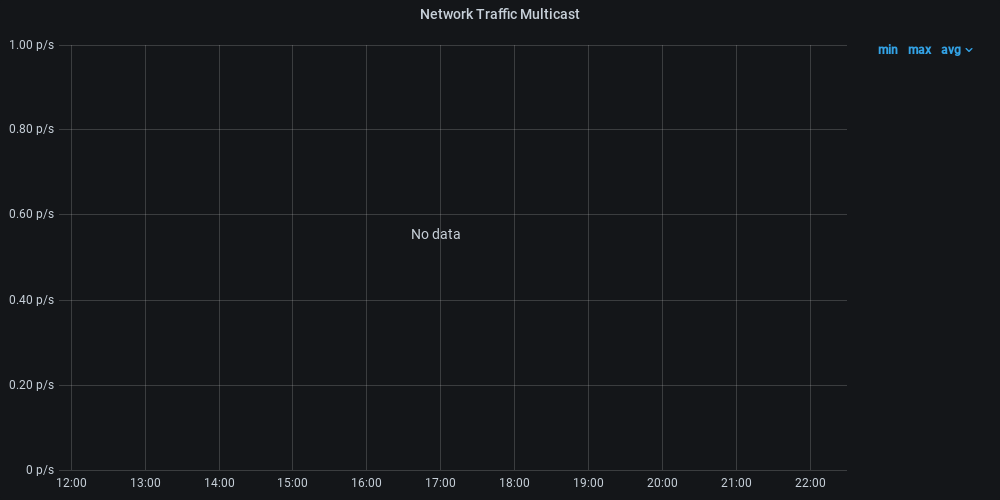 Network Traffic Multicast
min max avg
1.00 p/s
0.80 p/s
0.60 p/s
No data
0.40 p/s
0.20 p/s
0 p/s
12:00 13:00 14:00 15:00 16:00 17:00 18:00 19:00 20:00 21:00 22:00